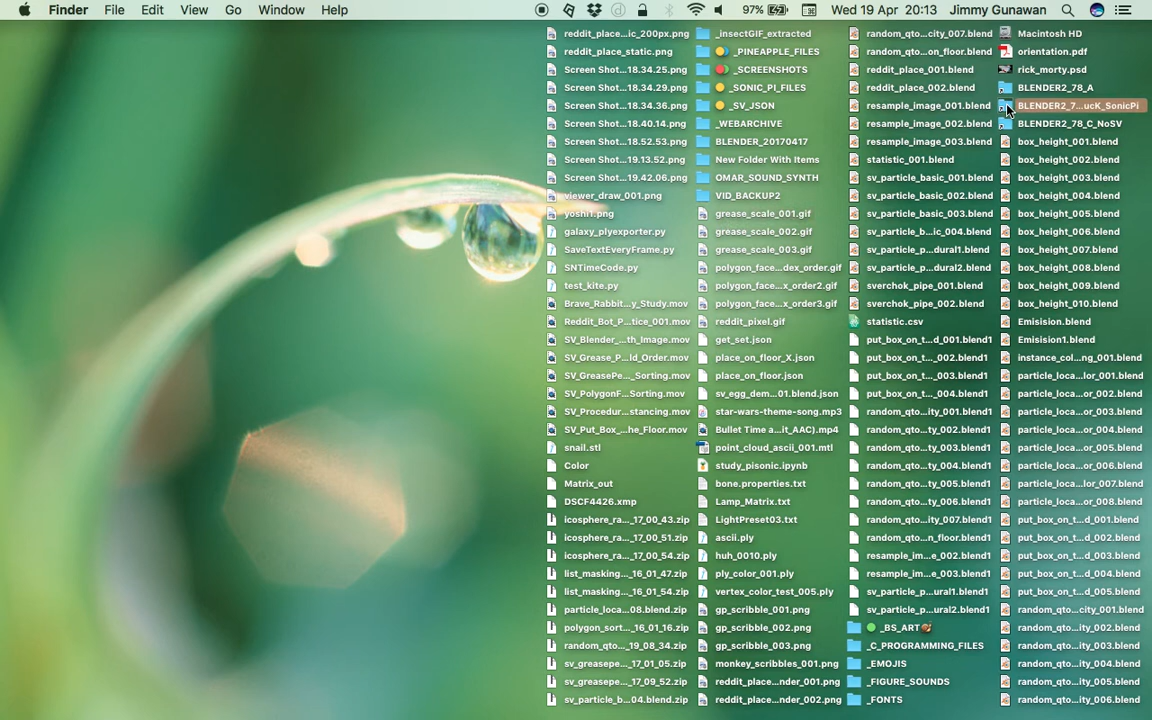 Finder File Edit View Go Window Help 97% Wed 19 Apr 20:13 Jimmy Gunawan
reddit_place...ic_200px.png
reddit_place_static.png
Screen Shot...18.34.25.png
Screen Shot...18.34.29.png
Screen Shot...18.34.36.png
Screen Shot...18.40.14.png
Screen Shot...18.52.53.png
Screen Shot...19.13.52.png
Screen Shot...19.42.06.png
viewer_draw_001.png
yoshi1.png
galaxy_plyexporter.py
SaveTextEveryFrame.py
SNTimeCode.py
test_kite.py
Brave_Rabbit...y_Study.mov
Reddit_Bot_P...tice_001.mov
SV_Blender_...th_Image.mov
SV_Grease_P...ld_Order.mov
SV_GreasePe..._Sorting.mov
SV_PolygonF...Sorting.mov
SV_Procedur...stancing.mov
SV_Put_Box_...he_Floor.mov
snail.stl
Color
Matrix_out
DSCF4426.xmp
icosphere_ra..._17_00_43.zip
icosphere_ra..._17_00_51.zip
icosphere_ra..._17_00_54.zip
list_masking..._16_01_47.zip
list_masking..._16_01_54.zip
particle_loca...08.blend.zip
polygon_sort..._16_01_16.zip
random_qto..._19_08_34.zip
sv_greasepe..._17_01_05.zip
sv_greasepe..._17_09_52.zip
sv_particle_b...04.blend.zip
_insectGIF_extracted
_PINEAPPLE_FILES
_SCREENSHOTS
_SONIC_PI_FILES
_SV_JSON
_WEBARCHIVE
BLENDER_20170417
New Folder With Items
OMAR_SOUND_SYNTH
VID_BACKUP2
grease_scale_001.gif
grease_scale_002.gif
grease_scale_003.gif
polygon_face...dex_order.gif
polygon_face...x_order2.gif
polygon_face...x_order3.gif
reddit_pixel.gif
get_set.json
place_on_floor_X.json
place_on_floor.json
sv_egg_dem...01.blend.json
star-wars-theme-song.mp3
Bullet Time a...it_AAC).mp4
point_cloud_ascii_001.mtl
study_pisonic.ipynb
bone.properties.txt
Lamp_Matrix.txt
LightPreset03.txt
ascii.ply
huh_0010.ply
ply_color_001.ply
vertex_color_test_005.ply
gp_scribble_001.png
gp_scribble_002.png
gp_scribble_003.png
monkey_scribbles_001.png
reddit_place...nder_001.png
reddit_place...nder_002.png
random_qto...city_007.blend
random_qto...on_floor.blend
reddit_place_001.blend
reddit_place_002.blend
resample_image_001.blend
resample_image_002.blend
resample_image_003.blend
statistic_001.blend
sv_particle_basic_001.blend
sv_particle_basic_002.blend
sv_particle_basic_003.blend
sv_particle_b...ic_004.blend
sv_particle_p...dural1.blend
sv_particle_p...dural2.blend
sverchok_pipe_001.blend
sverchok_pipe_002.blend
statistic.csv
put_box_on_t...d_001.blend1
put_box_on_t..._002.blend1
put_box_on_t..._003.blend1
put_box_on_t..._004.blend1
random_qto...ity_001.blend1
random_qto...ty_002.blend1
random_qto...ty_003.blend1
random_qto...ty_004.blend1
random_qto...ty_005.blend1
random_qto...ty_006.blend1
random_qto...ity_007.blend1
random_qto...n_floor.blend1
resample_im...e_002.blend1
resample_im...e_003.blend1
sv_particle_p...ural1.blend1
sv_particle_p...ural2.blend1
_BS_ART
_C_PROGRAMMING_FILES
_EMOJIS
_FIGURE_SOUNDS
_FONTS
Macintosh HD
orientation.pdf
rick_morty.psd
BLENDER2_78_A
BLENDER2_7...ucK_SonicPi
BLENDER2_78_C_NoSV
box_height_001.blend
box_height_002.blend
box_height_003.blend
box_height_004.blend
box_height_005.blend
box_height_006.blend
box_height_007.blend
box_height_008.blend
box_height_009.blend
box_height_010.blend
Emisision.blend
Emisision1.blend
instance_col...ng_001.blend
particle_loca...lor_001.blend
particle_loca...or_002.blend
particle_loca...or_003.blend
particle_loca...or_004.blend
particle_loca...or_005.blend
particle_loca...or_006.blend
particle_loca...lor_007.blend
particle_loca...or_008.blend
put_box_on_t...d_001.blend
put_box_on_t...d_002.blend
put_box_on_t...d_003.blend
put_box_on_t...d_004.blend
put_box_on_t...d_005.blend
random_qto...city_001.blend
random_qto...ity_002.blend
random_qto...ity_003.blend
random_qto...ity_004.blend
random_qto...ity_005.blend
random_qto...ity_006.blend